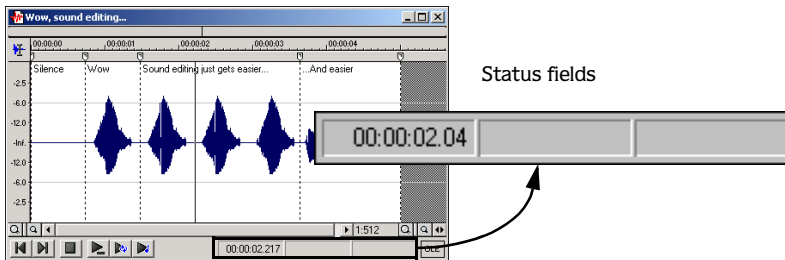 Wow, sound editing...
00:00:00 00:00:01 00:00:02 00:00:03 00:00:04
Silence Wow Sound editing just gets easier... ...And easier
Status fields
-2.5
-6.0
-12.0
-Inf.
-12.0
-6.0
-2.5
00:00:02.04
1:512
00:00:02.217